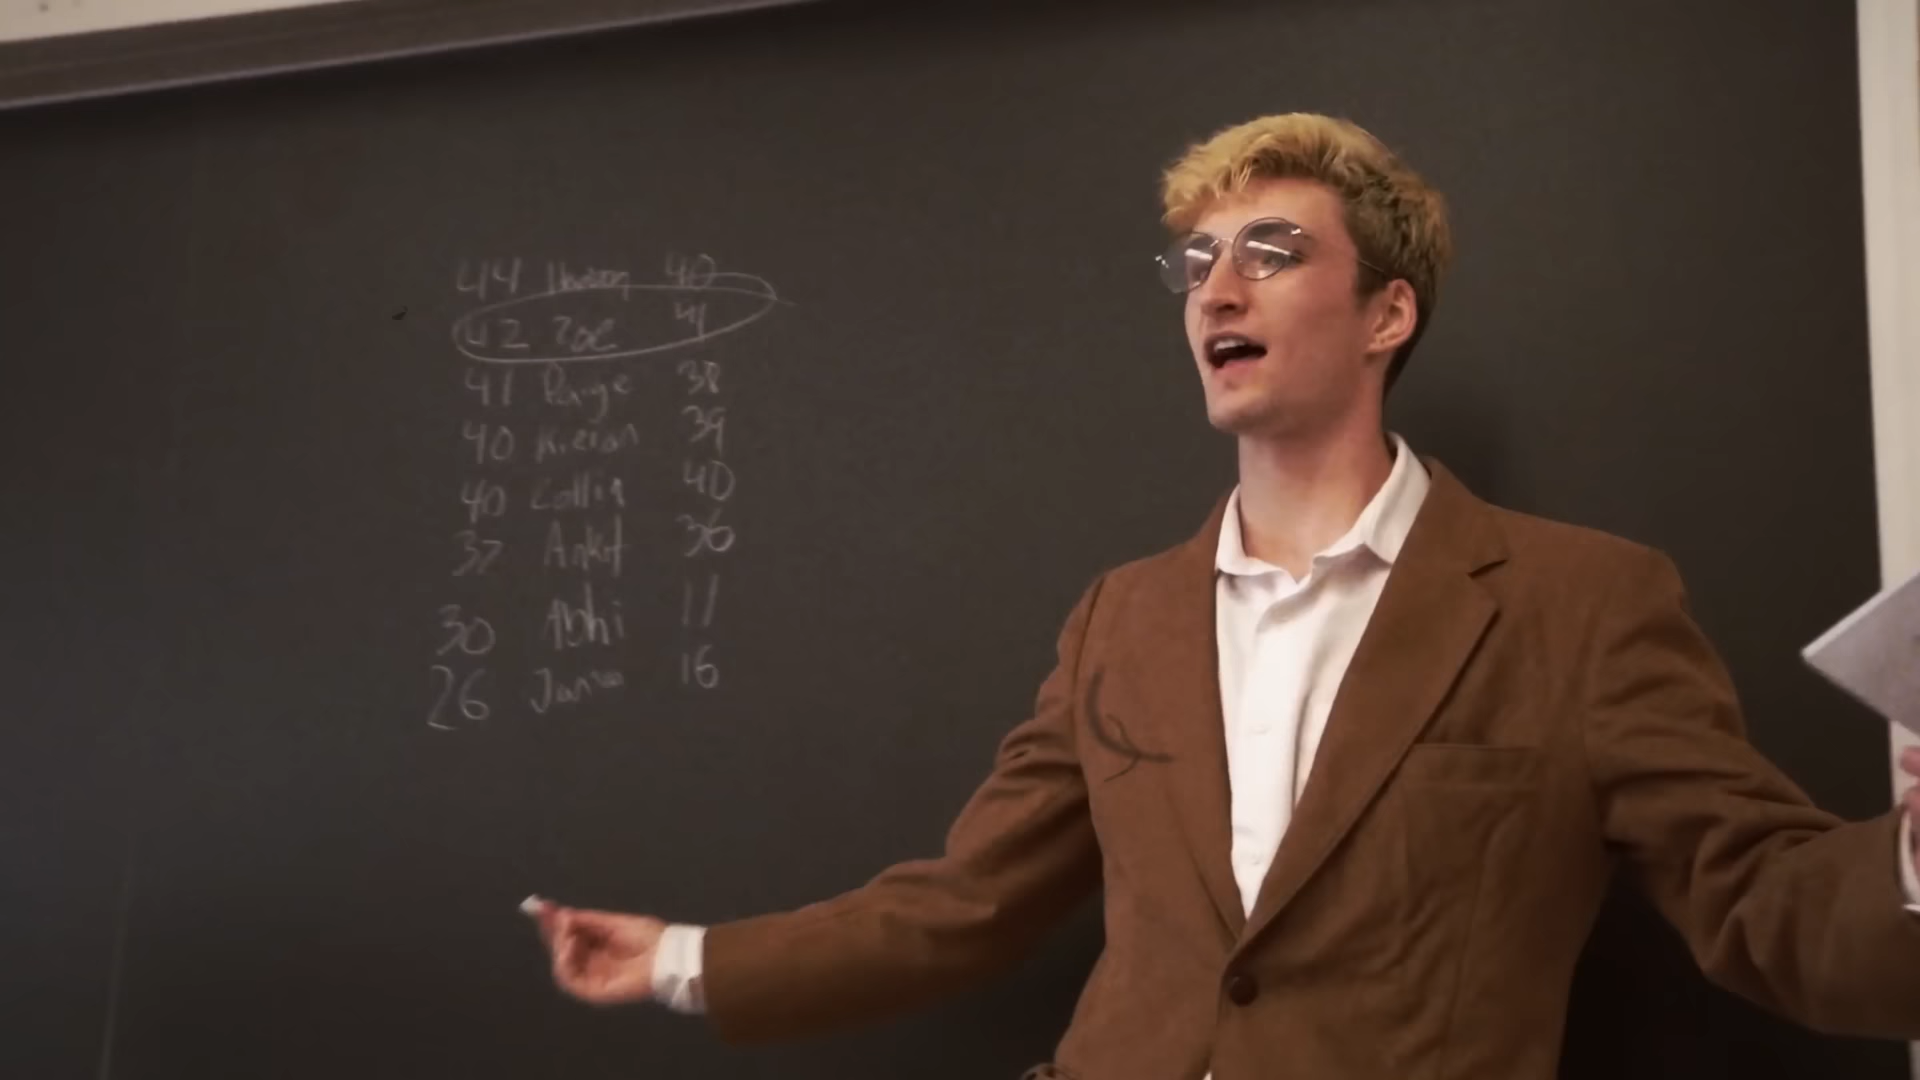 44 40
42 Zoe 41
41 Paige 38
40 Kieran 39
40 Collin 40
37 Ankit 36
30 Abhi 11
26 16